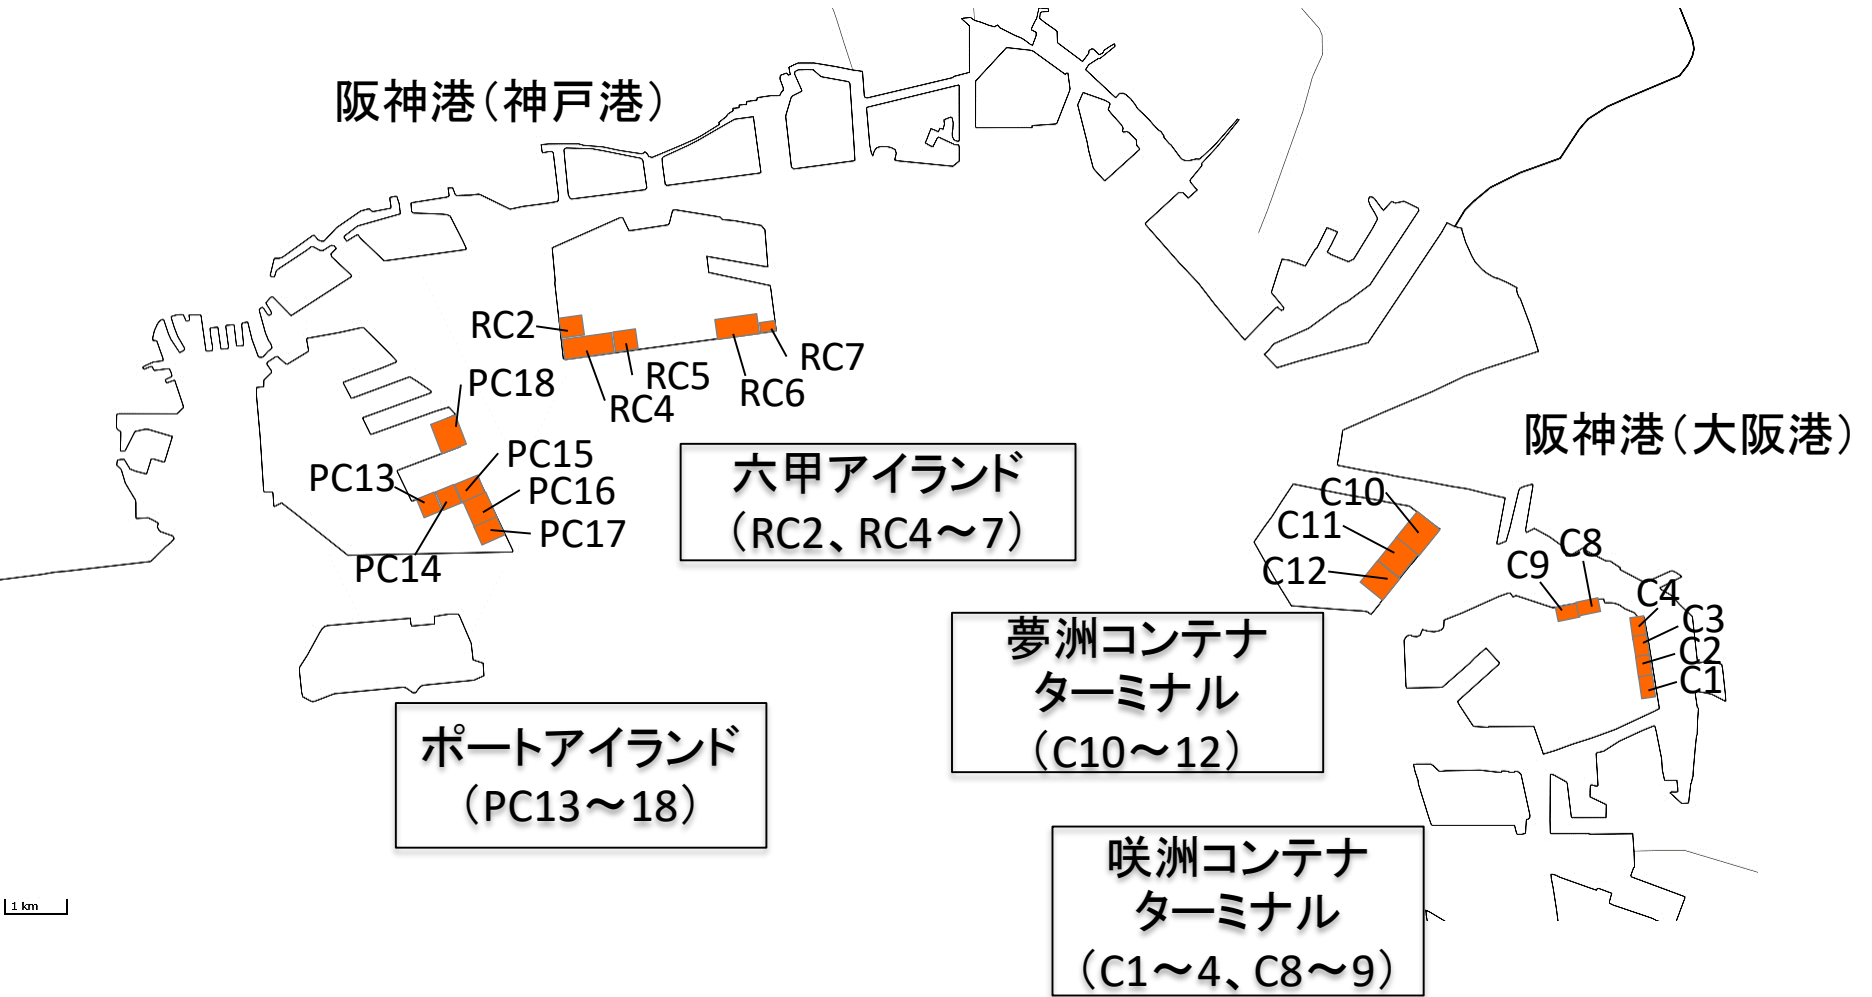 阪神港（神戸港）
RC2
RC7
RC5
RC6
RC4
PC18
PC15
PC13
PC16
PC17
PC14
六甲アイランド
（RC2、RC4～7）
ポートアイランド
（PC13～18）
阪神港（大阪港）
C10
C11
C12
C8
C9
C4
C3
C2
C1
夢洲コンテナ
ターミナル
（C10～12）
咲洲コンテナ
ターミナル
（C1～4、C8～9）
1 km